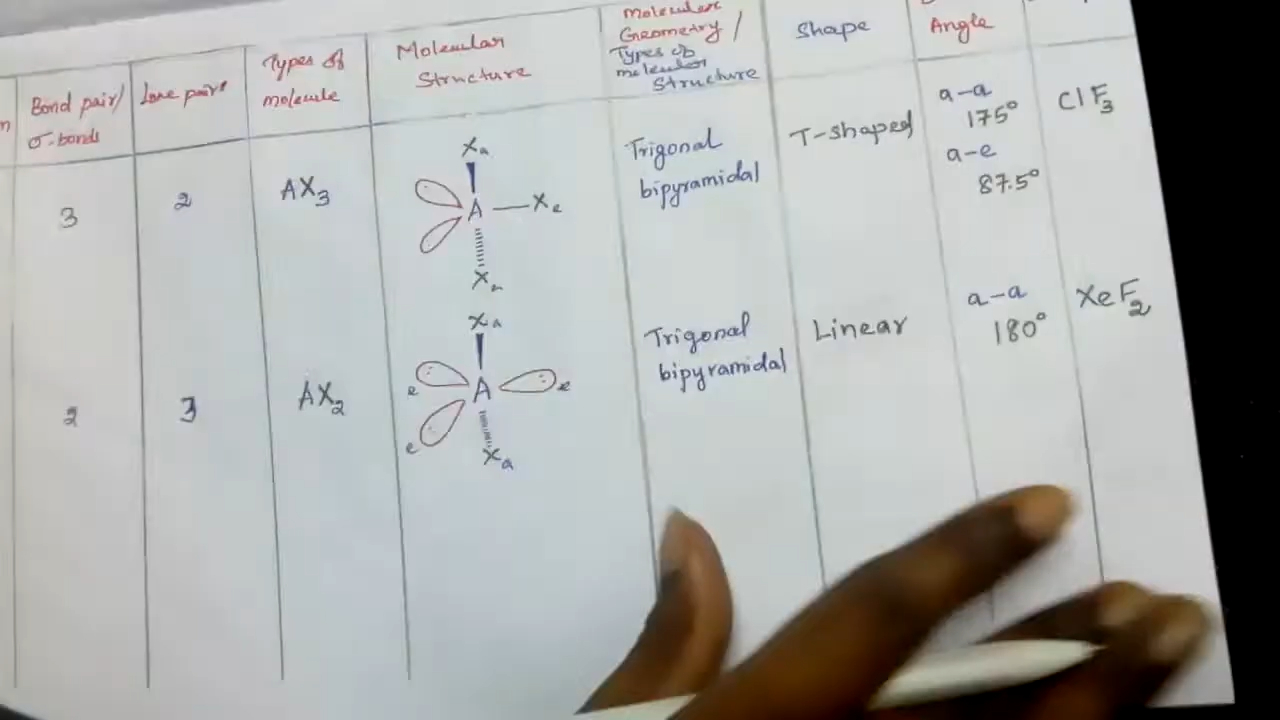 n
Bond pair/
σ-bonds
Lone pairs
Types of
molecule
Molecular
Structure
Molecular
Geometry /
Types of
molecular
Structure
Shape
Angle
3
2
AX3
Xa
A
Xe
Xa
Trigonal
bipyramidal
T-shaped
a-a
175°
a-e
87.5°
ClF3
2
3
AX2
Xa
e
A
e
e
Xa
Trigonal
bipyramidal
Linear
a-a
180°
XeF2